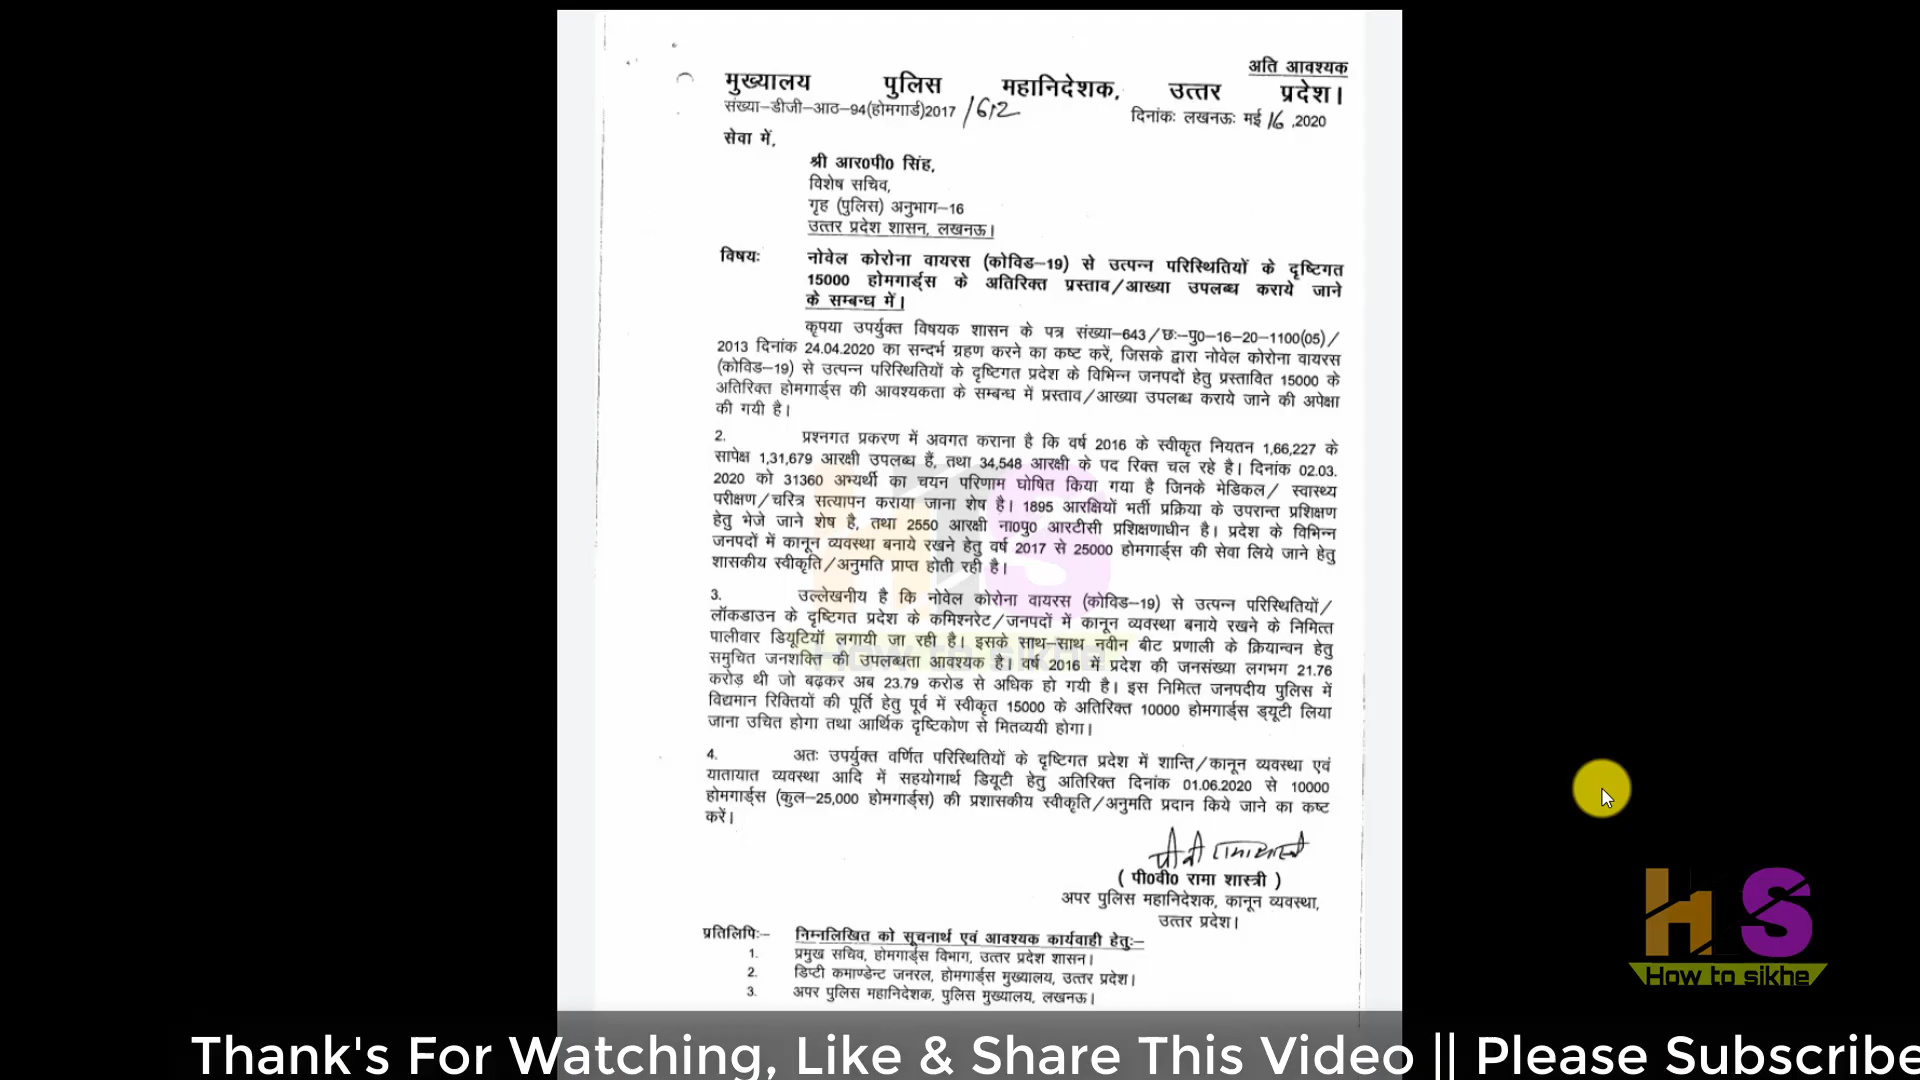 अति आवश्यक
मुख्यालय पुलिस महानिदेशक, उत्तर प्रदेश।
संख्या-डीजी-आठ-94(होमगार्ड)2017/612
दिनांकः लखनऊः मई 16, 2020
सेवा में,
श्री आर0पी0 सिंह,
विशेष सचिव,
गृह (पुलिस) अनुभाग-16
उत्तर प्रदेश शासन, लखनऊ।
विषयः नोवेल कोरोना वायरस (कोविड-19) से उत्पन्न परिस्थितियों के दृष्टिगत
15000 होमगार्ड्स के अतिरिक्त प्रस्ताव/आख्या उपलब्ध कराये जाने
के सम्बन्ध में।
कृपया उपर्युक्त विषयक शासन के पत्र संख्या-643/छः-पु0-16-20-1100(05)/
2013 दिनांक 24.04.2020 का सन्दर्भ ग्रहण करने का कष्ट करें, जिसके द्वारा नोवेल कोरोना वायरस
(कोविड-19) से उत्पन्न परिस्थितियों के दृष्टिगत प्रदेश के विभिन्न जनपदों हेतु प्रस्तावित 15000 के
अतिरिक्त होमगार्ड्स की आवश्यकता के सम्बन्ध में प्रस्ताव/आख्या उपलब्ध कराये जाने की अपेक्षा
की गयी है।
2. प्रश्नगत प्रकरण में अवगत कराना है कि वर्ष 2016 के स्वीकृत नियतन 1,66,227 के
सापेक्ष 1,31,679 आरक्षी उपलब्ध हैं, तथा 34,548 आरक्षी के पद रिक्त चल रहे है। दिनांक 02.03.
2020 को 31360 अभ्यर्थी का चयन परिणाम घोषित किया गया है जिनके मेडिकल/ स्वास्थ्य
परीक्षण/चरित्र सत्यापन कराया जाना शेष है। 1895 आरक्षियों भर्ती प्रक्रिया के उपरान्त प्रशिक्षण
हेतु भेजे जाने शेष है, तथा 2550 आरक्षी ना0पु0 आरटीसी प्रशिक्षणाधीन है। प्रदेश के विभिन्न
जनपदों में कानून व्यवस्था बनाये रखने हेतु वर्ष 2017 से 25000 होमगार्ड्स की सेवा लिये जाने हेतु
शासकीय स्वीकृति/अनुमति प्राप्त होती रही है।
3. उल्लेखनीय है कि नोवेल कोरोना वायरस (कोविड-19) से उत्पन्न परिस्थितियों/
लॉकडाउन के दृष्टिगत प्रदेश के कमिश्नरेट/जनपदों में कानून व्यवस्था बनाये रखने के निमित्त
पालीवार डियूटियॉ लगायी जा रही है। इसके साथ-साथ नवीन बीट प्रणाली के क्रियान्वन हेतु
समुचित जनशक्ति की उपलब्धता आवश्यक है। वर्ष 2016 में प्रदेश की जनसंख्या लगभग 21.76
करोड़ थी जो बढ़कर अब 23.79 करोड से अधिक हो गयी है। इस निमित्त जनपदीय पुलिस में
विद्यमान रिक्तियों की पूर्ति हेतु पूर्व में स्वीकृत 15000 के अतिरिक्त 10000 होमगार्ड्स ड्यूटी लिया
जाना उचित होगा तथा आर्थिक दृष्टिकोण से मितव्ययी होगा।
4. अतः उपर्युक्त वर्णित परिस्थितियों के दृष्टिगत प्रदेश में शान्ति/कानून व्यवस्था एवं
यातायात व्यवस्था आदि में सहयोगार्थ डियूटी हेतु अतिरिक्त दिनांक 01.06.2020 से 10000
होमगार्ड्स (कुल-25,000 होमगार्ड्स) की प्रशासकीय स्वीकृति/अनुमति प्रदान किये जाने का कष्ट
करें।
( पी0वी0 रामा शास्त्री )
अपर पुलिस महानिदेशक, कानून व्यवस्था,
उत्तर प्रदेश।
प्रतिलिपिः- निम्नलिखित को सूचनार्थ एवं आवश्यक कार्यवाही हेतुः-
1. प्रमुख सचिव, होमगार्ड्स विभाग, उत्तर प्रदेश शासन।
2. डिप्टी कमाण्डेन्ट जनरल, होमगार्ड्स मुख्यालय, उत्तर प्रदेश।
3. अपर पुलिस महानिदेशक, पुलिस मुख्यालय, लखनऊ।
HS
How to sikhe
Thank's For Watching, Like & Share This Video || Please Subscribe